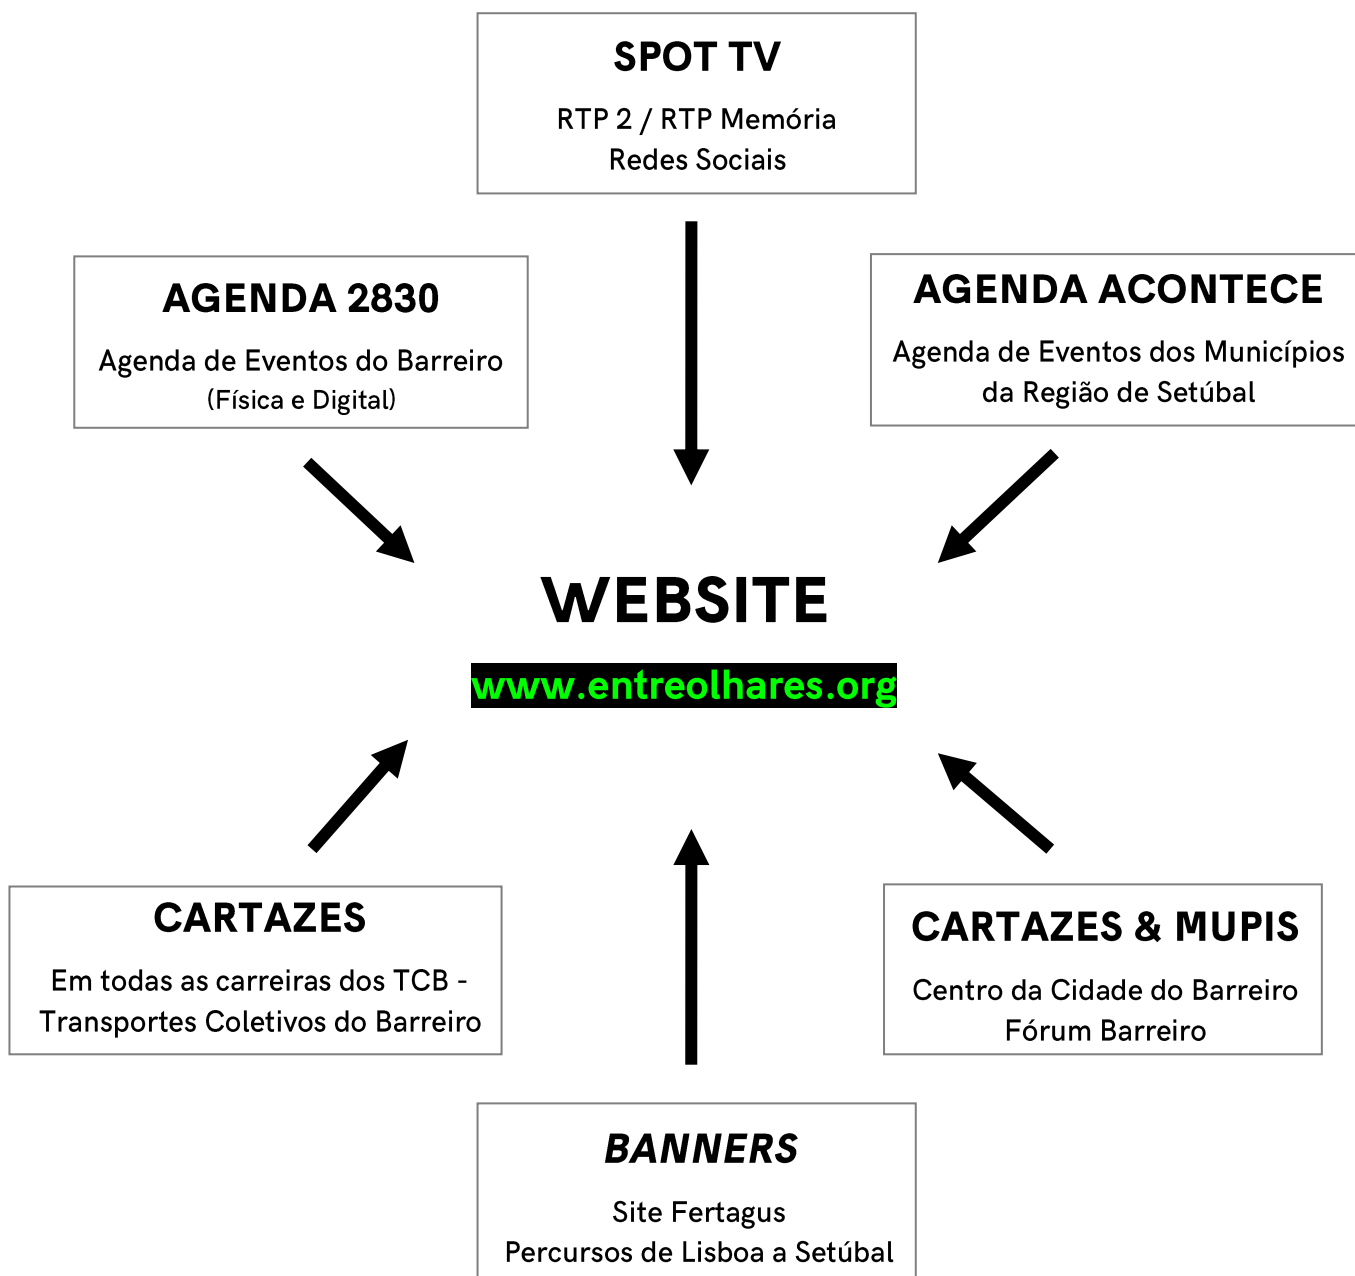 SPOT TV
RTP 2 / RTP Memória
Redes Sociais
AGENDA 2830
Agenda de Eventos do Barreiro
(Física e Digital)
AGENDA ACONTECE
Agenda de Eventos dos Municípios
da Região de Setúbal
WEBSITE
www.entreolhares.org
CARTAZES
Em todas as carreiras dos TCB -
Transportes Coletivos do Barreiro
CARTAZES & MUPIS
Centro da Cidade do Barreiro
Fórum Barreiro
BANNERS
Site Fertagus
Percursos de Lisboa a Setúbal